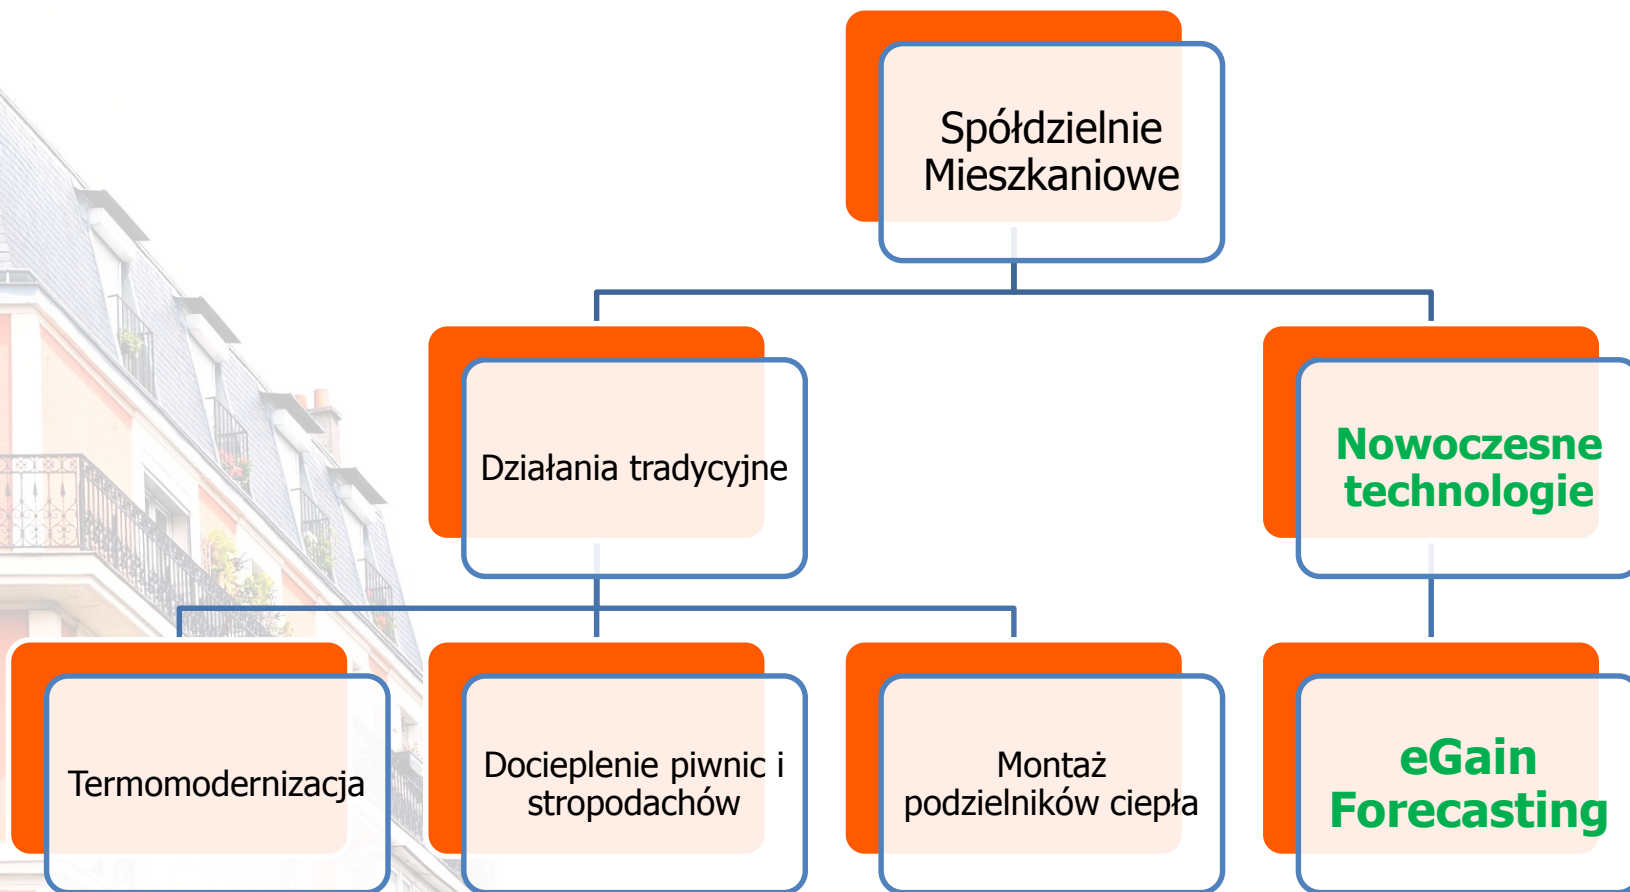 Spółdzielnie
Mieszkaniowe
Działania tradycyjne
Nowoczesne
technologie
Termomodernizacja
Docieplenie piwnic i
stropodachów
Montaż
podzielników ciepła
eGain
Forecasting